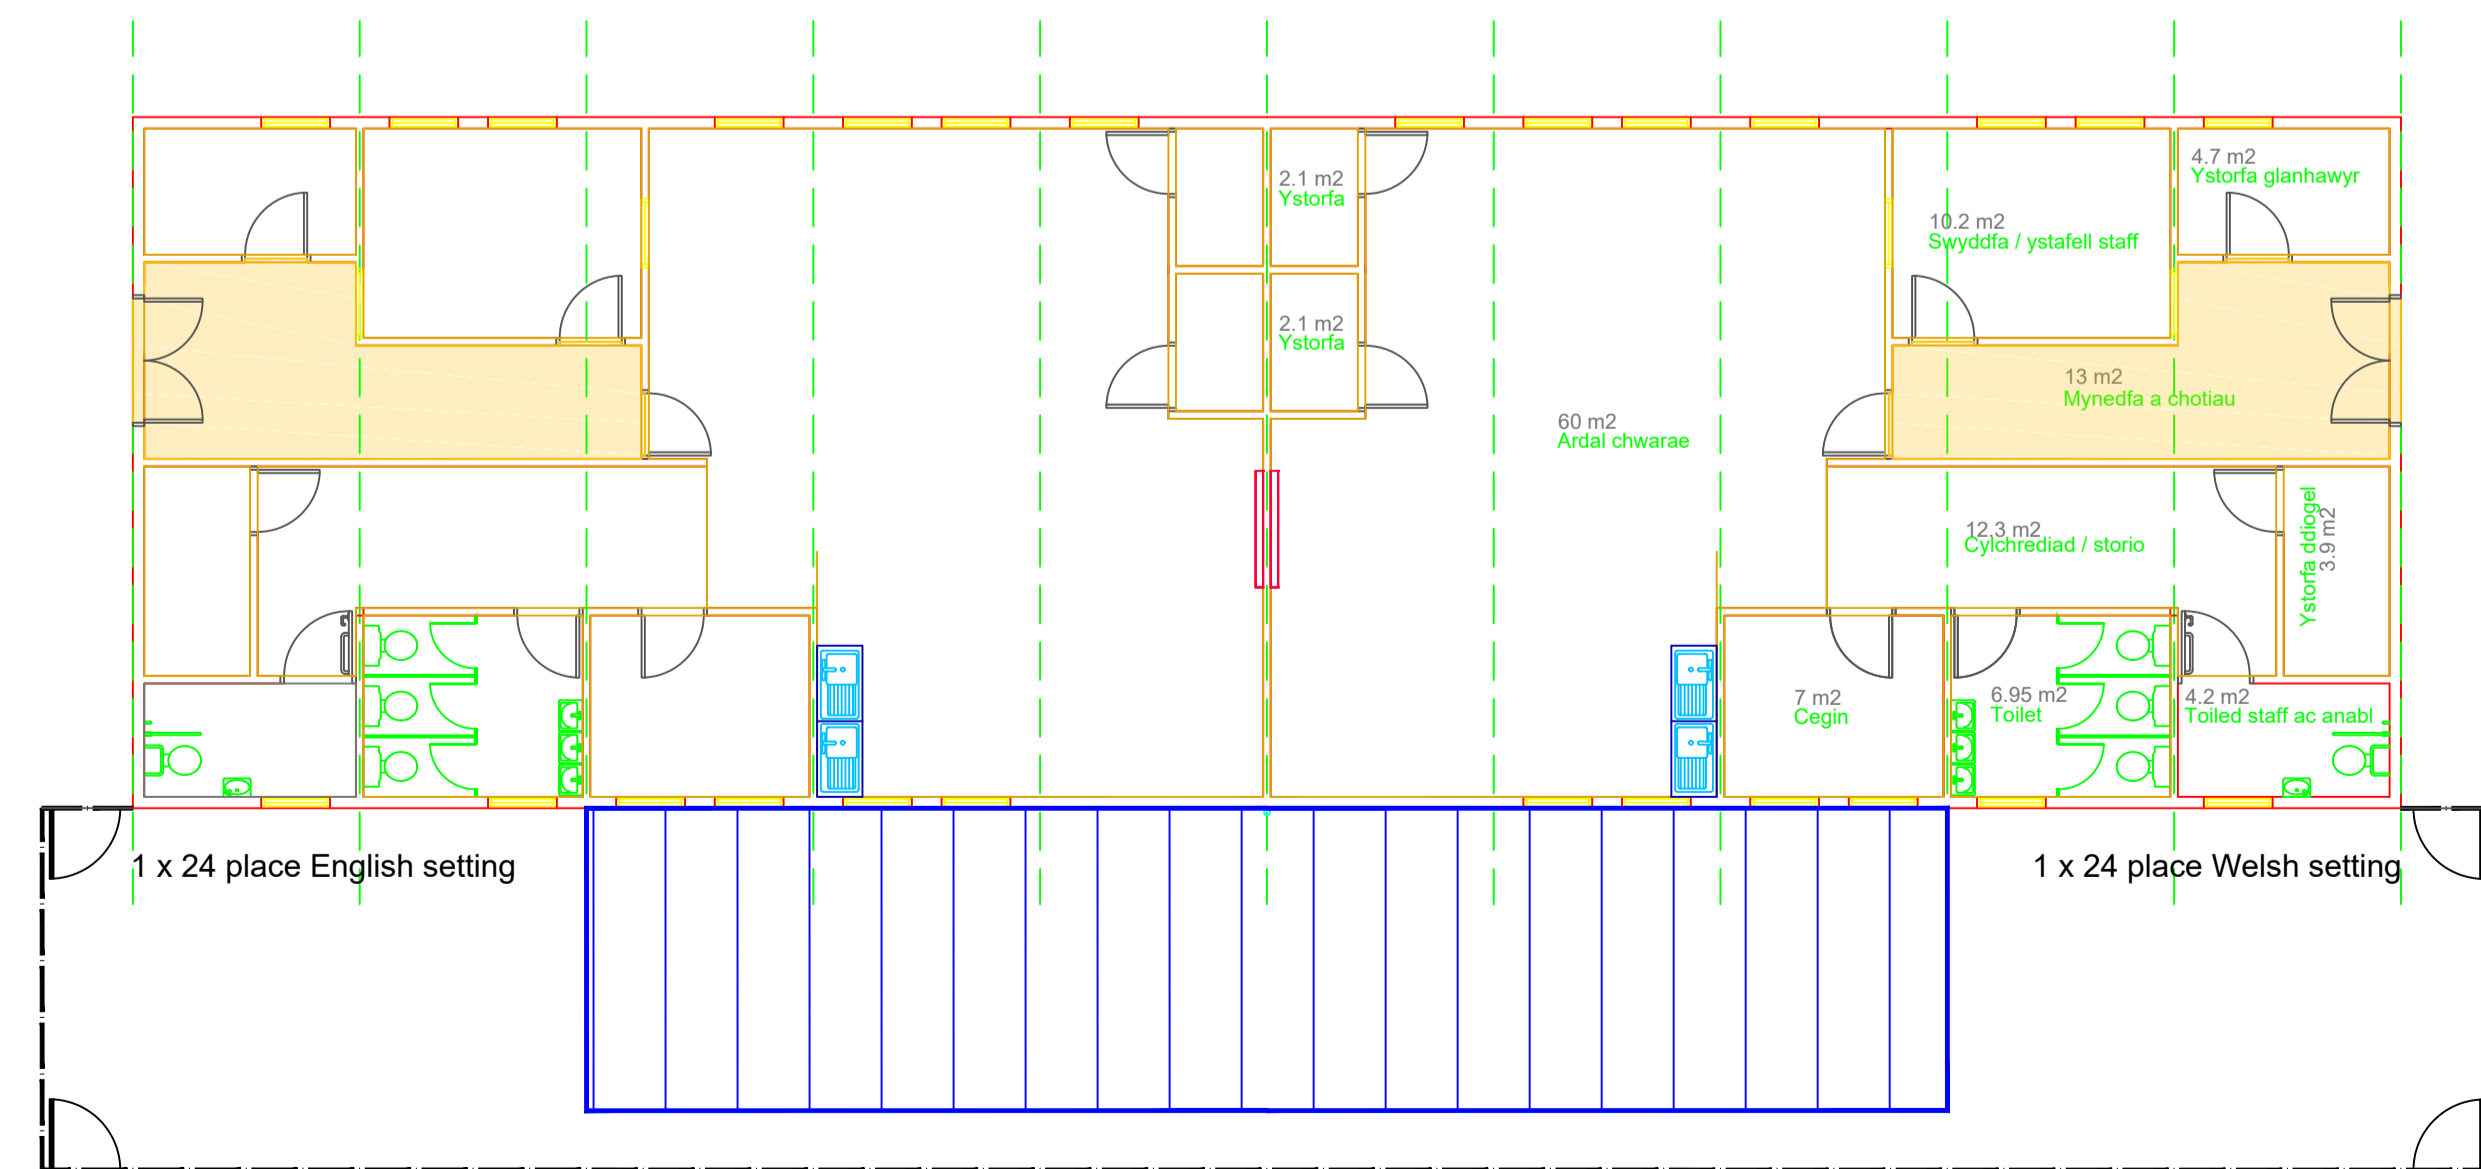 4.7 m2
Ystorfa glanhawyr
2.1 m2
Ystorfa
10.2 m2
Swyddfa / ystafell staff
2.1 m2
Ystorfa
13 m2
Mynedfa a chotiau
60 m2
Ardal chwarae
12.3 m2
Cylchrediad / storio
Ystorfa ddiogel
3.9 m2
7 m2
Cegin
6.95 m2
Toilet
4.2 m2
Toiled staff ac anabl
1 x 24 place English setting
1 x 24 place Welsh setting